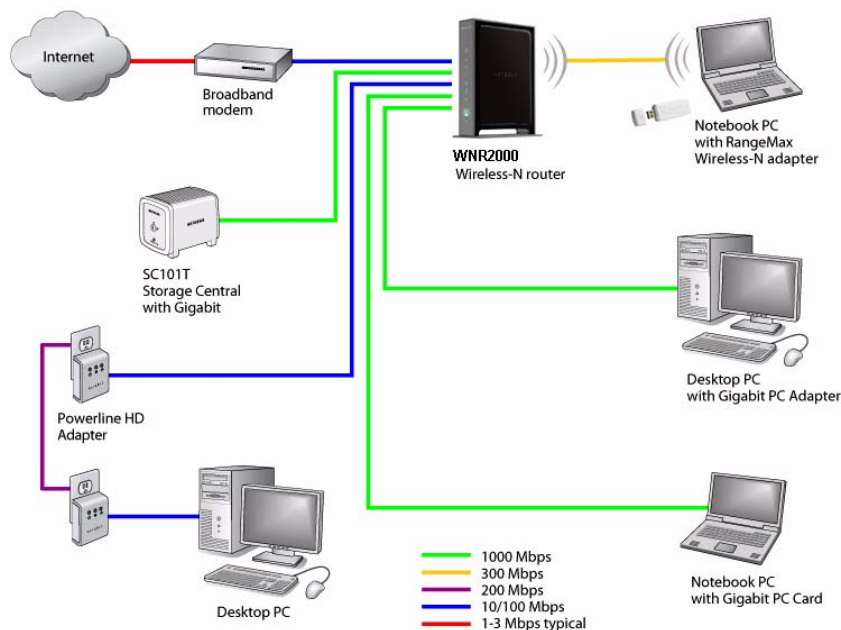 Internet
Broadband
modem
WNR2000
Wireless-N router
Notebook PC
with RangeMax
Wireless-N adapter
SC101T
Storage Central
with Gigabit
Desktop PC
with Gigabit PC Adapter
Powerline HD
Adapter
Desktop PC
Notebook PC
with Gigabit PC Card
1000 Mbps
300 Mbps
200 Mbps
10/100 Mbps
1-3 Mbps typical